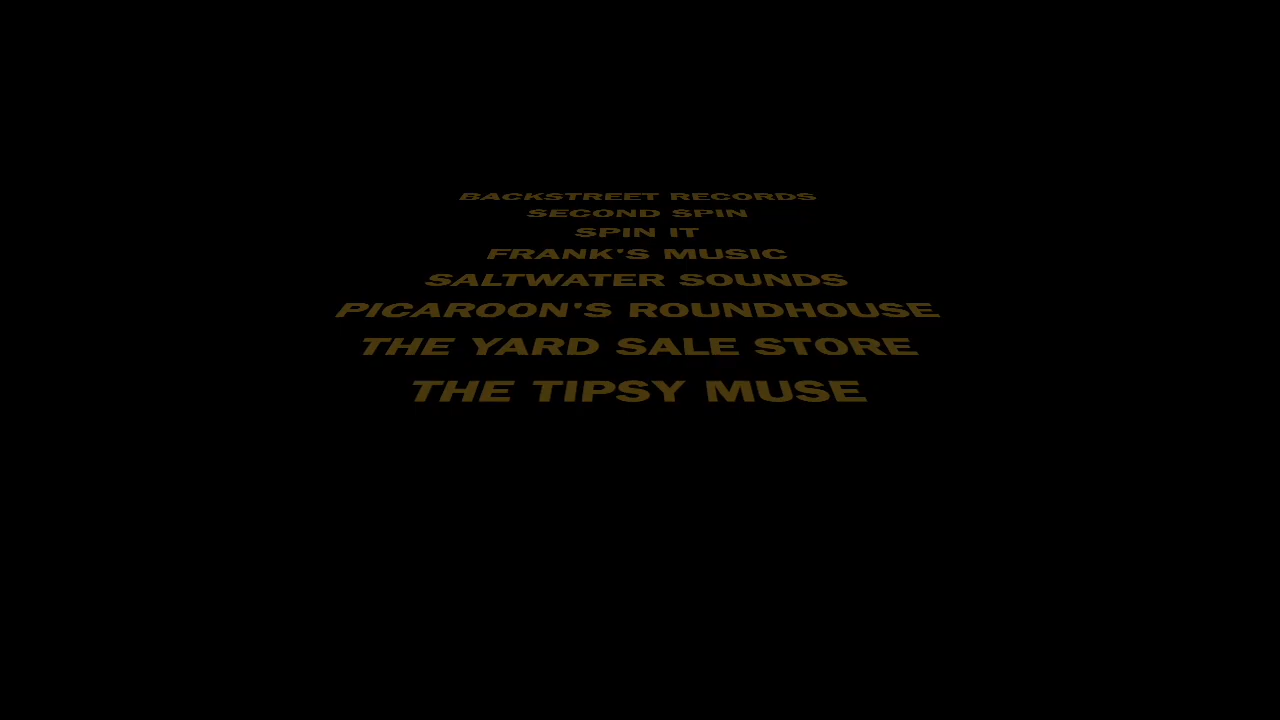 BACKSTREET RECORDS
SECOND SPIN
SPIN IT
FRANK'S MUSIC
SALTWATER SOUNDS
PICAROON'S ROUNDHOUSE
THE YARD SALE STORE
THE TIPSY MUSE